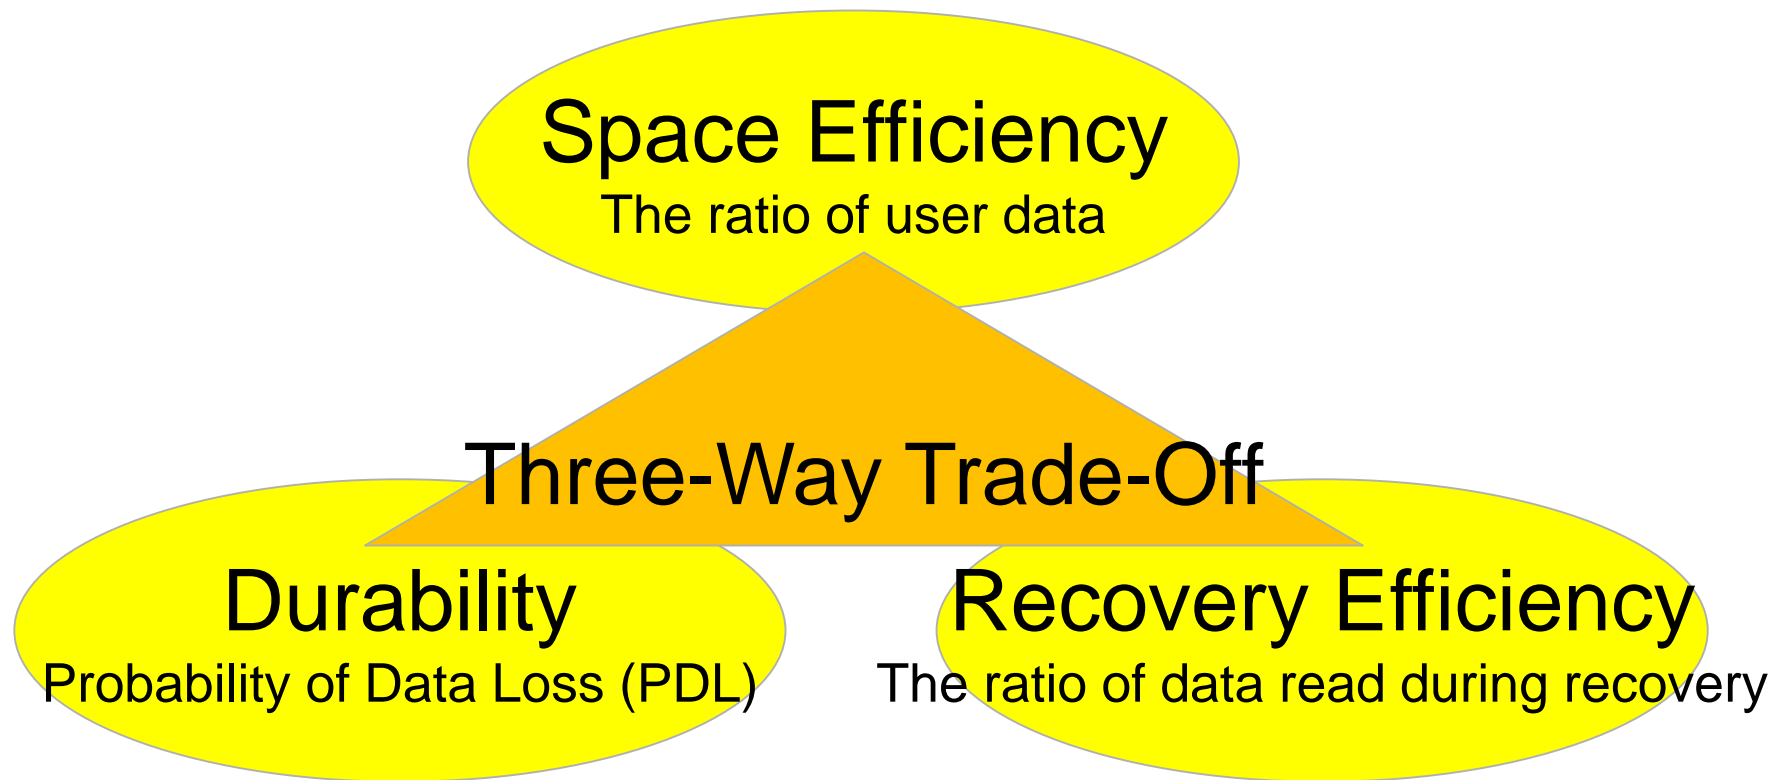 Space Efficiency
The ratio of user data
Three-Way Trade-Off
Durability
Probability of Data Loss (PDL)
Recovery Efficiency
The ratio of data read during recovery